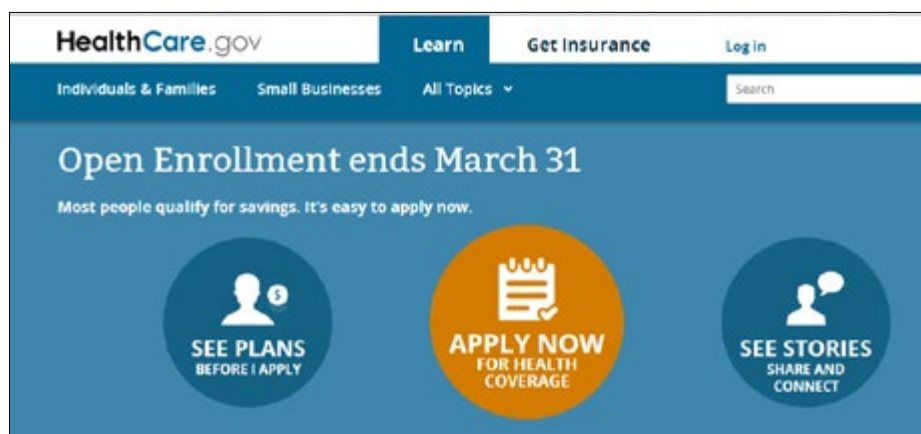 HealthCare.gov
Learn
Get Insurance
Log in
Individuals & Families
Small Businesses
All Topics
Search
Open Enrollment ends March 31
Most people qualify for savings. It's easy to apply now.
$
SEE PLANS
BEFORE I APPLY
APPLY NOW
FOR HEALTH
COVERAGE
SEE STORIES
SHARE AND
CONNECT